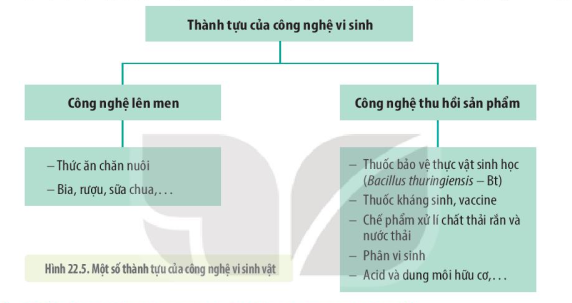 Thành tựu của công nghệ vi sinh
Công nghệ lên men
Công nghệ thu hồi sản phẩm
– Thức ăn chăn nuôi
– Bia, rượu, sữa chua,...
– Thuốc bảo vệ thực vật sinh học
(Bacillus thuringiensis – Bt)
– Thuốc kháng sinh, vaccine
– Chế phẩm xử lí chất thải rắn và
nước thải
– Phân vi sinh
– Acid và dung môi hữu cơ,...
Hình 22.5. Một số thành tựu của công nghệ vi sinh vật